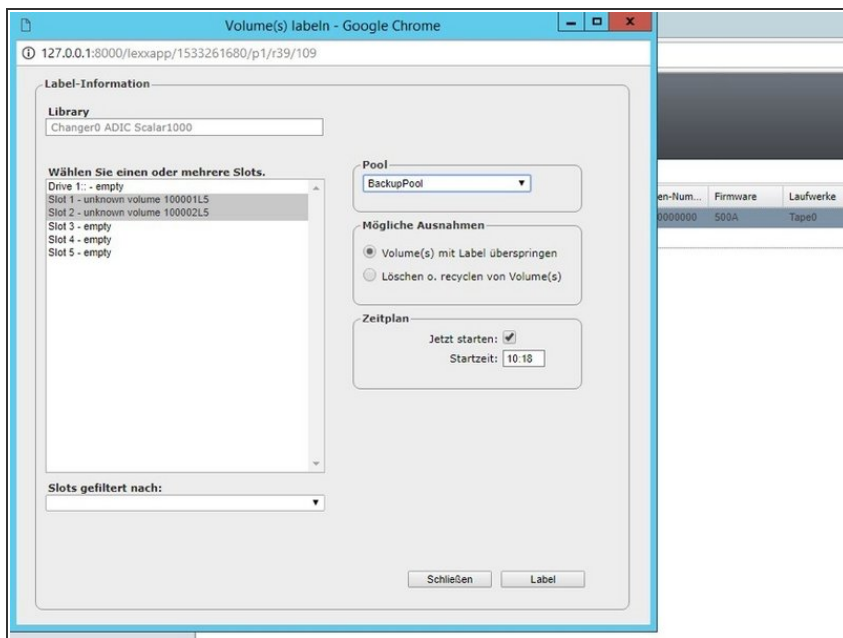 Volume(s) labeln - Google Chrome
127.0.0.1:8000/lexxapp/1533261680/p1/r39/109
Label-Information
Library
Changer0 ADIC Scalar1000
Wählen Sie einen oder mehrere Slots.
Drive 1:: - empty
Slot 1 - unknown volume 100001L5
Slot 2 - unknown volume 100002L5
Slot 3 - empty
Slot 4 - empty
Slot 5 - empty
Slots gefiltert nach:
Pool
BackupPool
Mögliche Ausnahmen
Volume(s) mit Label überspringen
Löschen o. recyclen von Volume(s)
Zeitplan
Jetzt starten:
Startzeit: 10:18
Schließen Label
en-Num... Firmware Laufwerke
0000000 500A Tape0